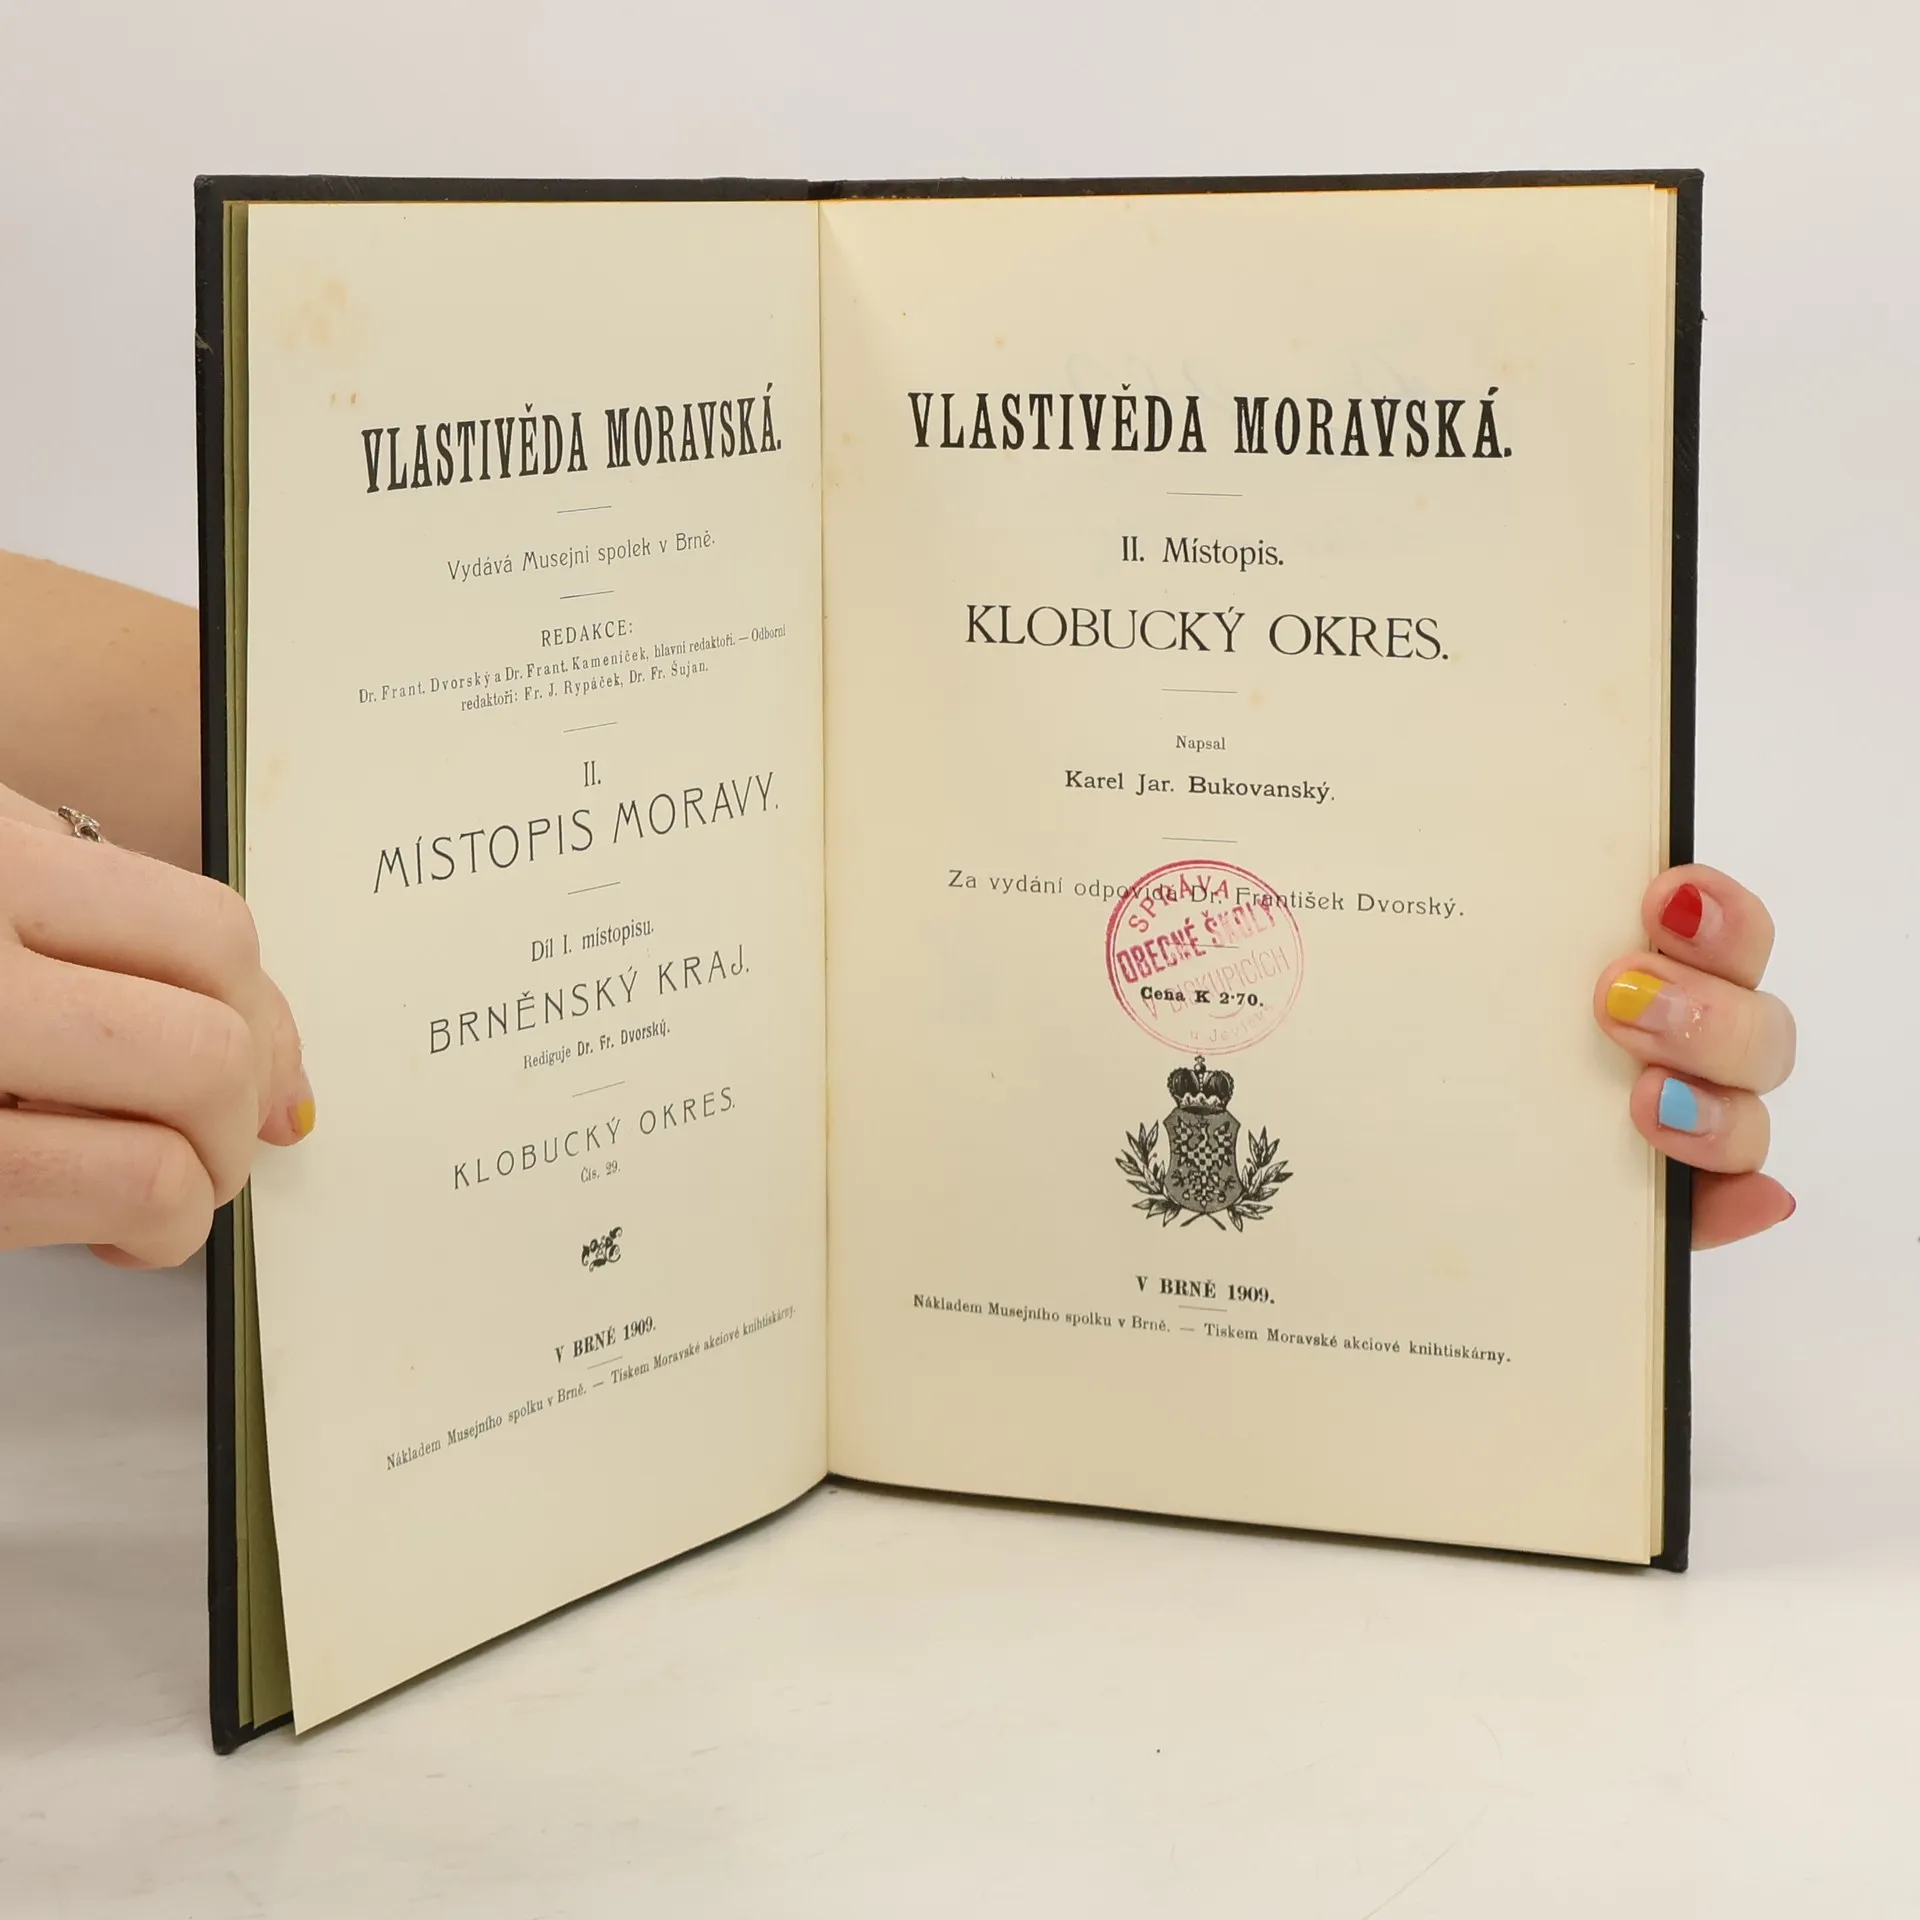 VLASTIVĚDA MORAVSKÁ.
Vydává Musejní spolek v Brně.
REDAKCE:
Dr. Frant. Dvorský a Dr. Frant. Kameníček, hlavní redaktoři. — Odborní
redaktoři: Fr. J. Rypáček, Dr. Fr. Šujan.
II.
MÍSTOPIS MORAVY.
Díl I. místopisu.
BRNĚNSKÝ KRAJ.
Rediguje Dr. Fr. Dvorský.
KLOBUCKÝ OKRES.
Čís. 29.
V BRNĚ 1909.
Nákladem Musejního spolku v Brně. — Tiskem Moravské akciové knihtiskárny.
VLASTIVĚDA MORAVSKÁ.
II. Místopis.
KLOBUCKÝ OKRES.
Napsal
Karel Jar. Bukovanský.
Za vydání odpovídá Dr. František Dvorský.
SPRÁVA
OBECNÉ ŠKOLY
V BISKUPICÍCH
Cena K 2·70.
V BRNĚ 1909.
Nákladem Musejního spolku v Brně. — Tiskem Moravské akciové knihtiskárny.